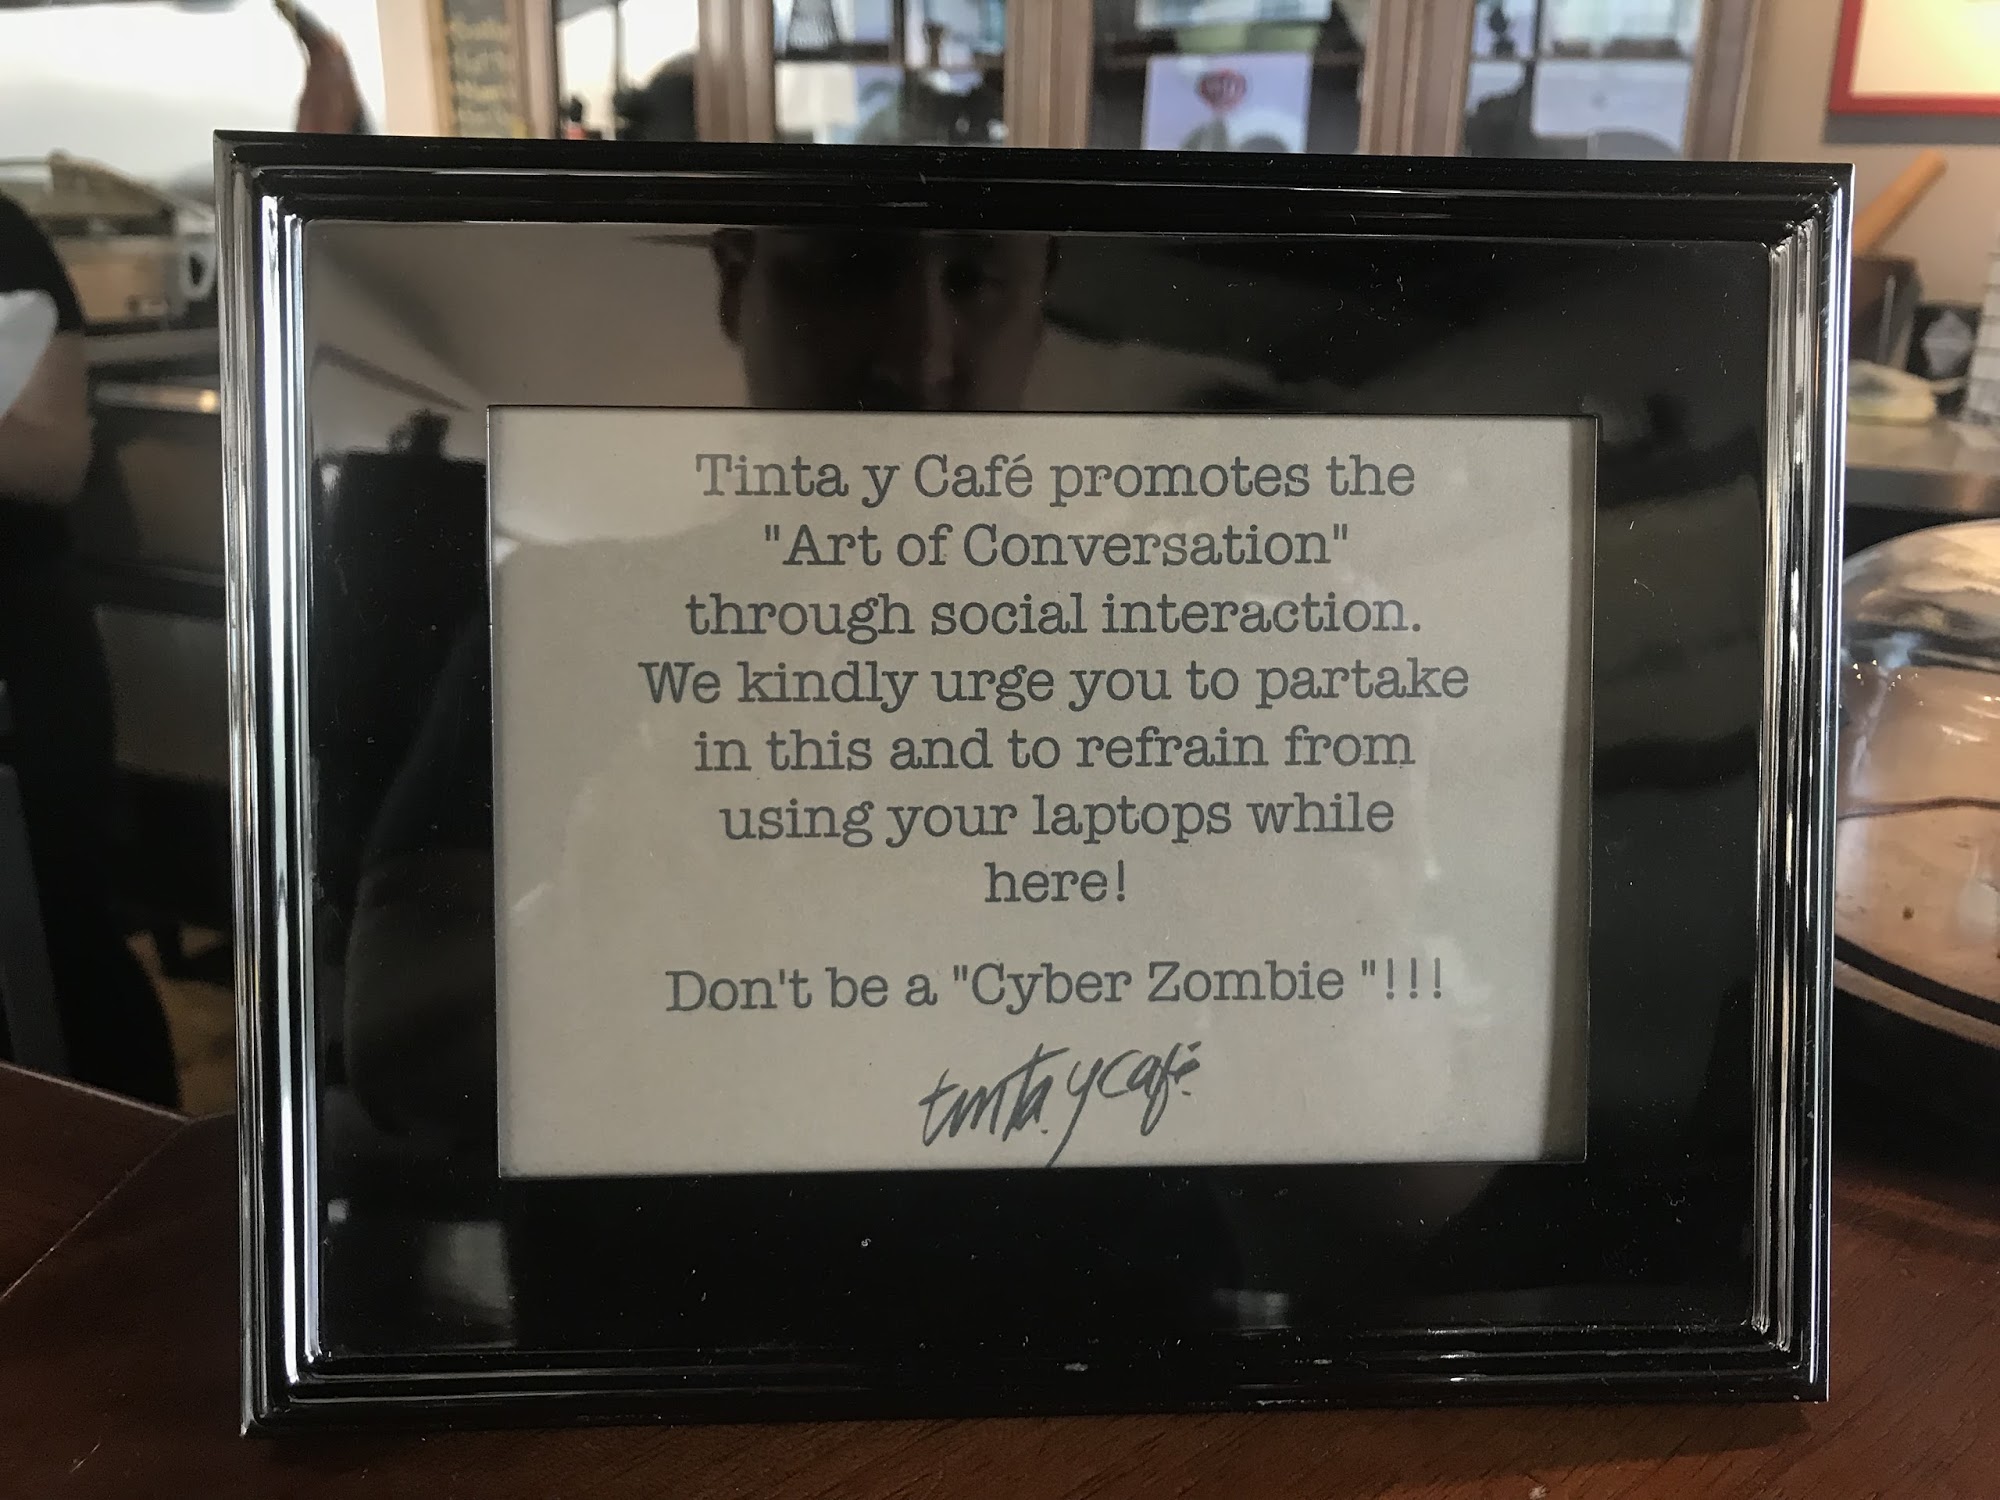 Tinta y Café promotes the
"Art of Conversation"
through social interaction.
We kindly urge you to partake
in this and to refrain from
using your laptops while
here!
Don't be a "Cyber Zombie "!!!
tinta y café